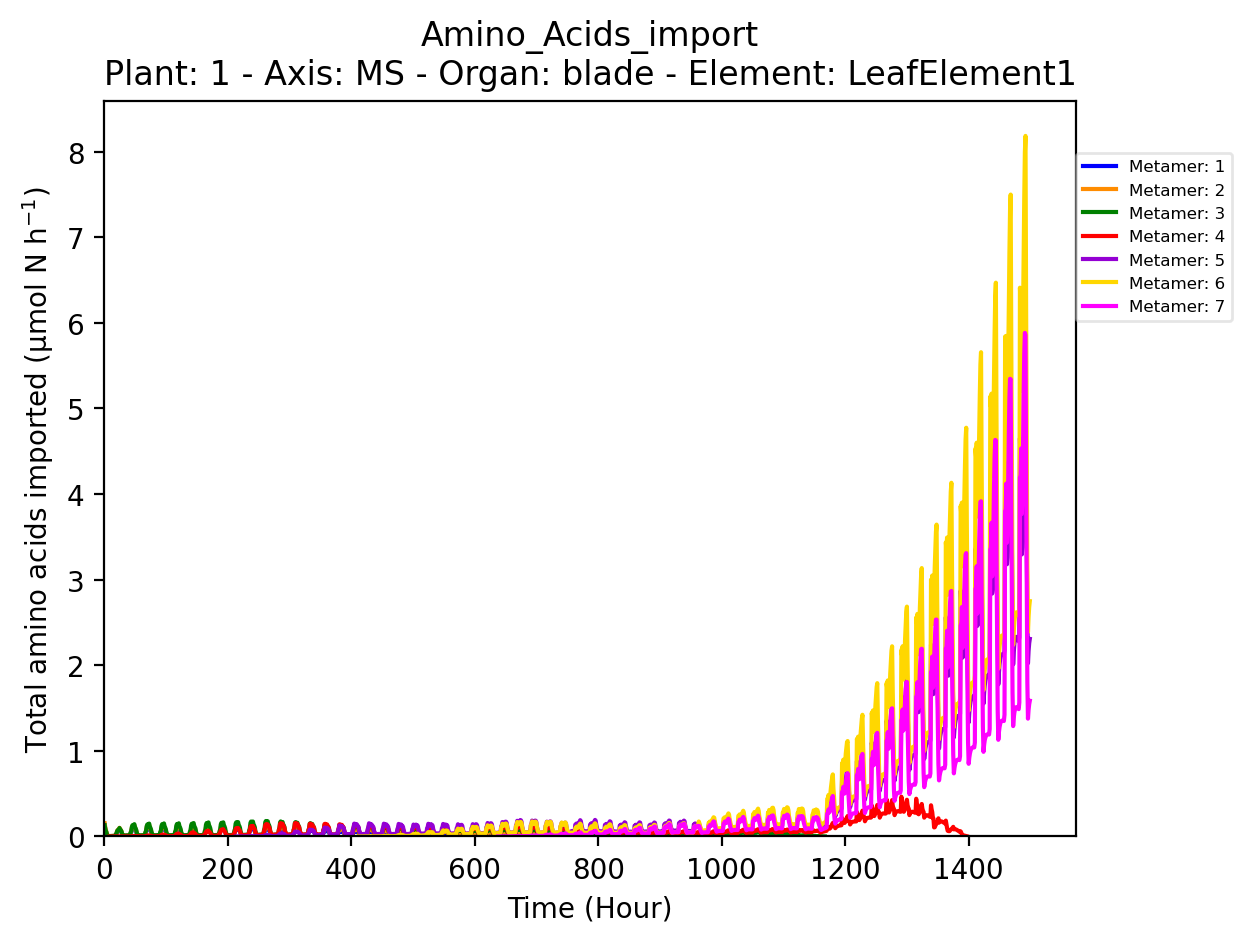 Amino_Acids_import
Plant: 1 - Axis: MS - Organ: blade - Element: LeafElement1
Total amino acids imported (µmol N h⁻¹)
8
7
6
5
4
3
2
1
0
0 200 400 600 800 1000 1200 1400
Time (Hour)
Metamer: 1
Metamer: 2
Metamer: 3
Metamer: 4
Metamer: 5
Metamer: 6
Metamer: 7